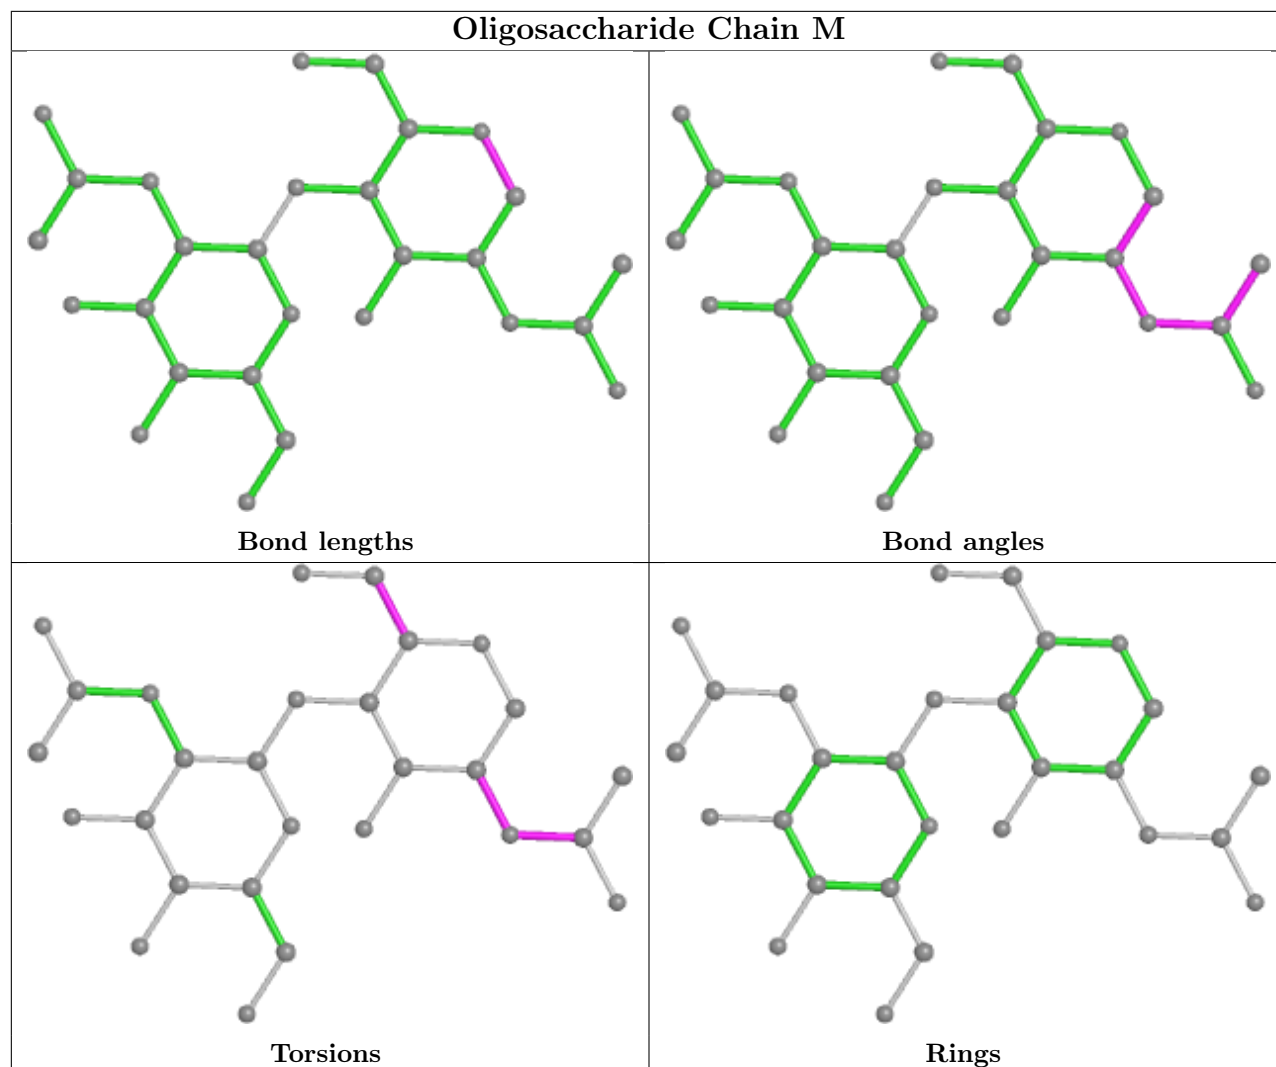 Oligosaccharide Chain M
Bond lengths
Bond angles
Torsions
Rings